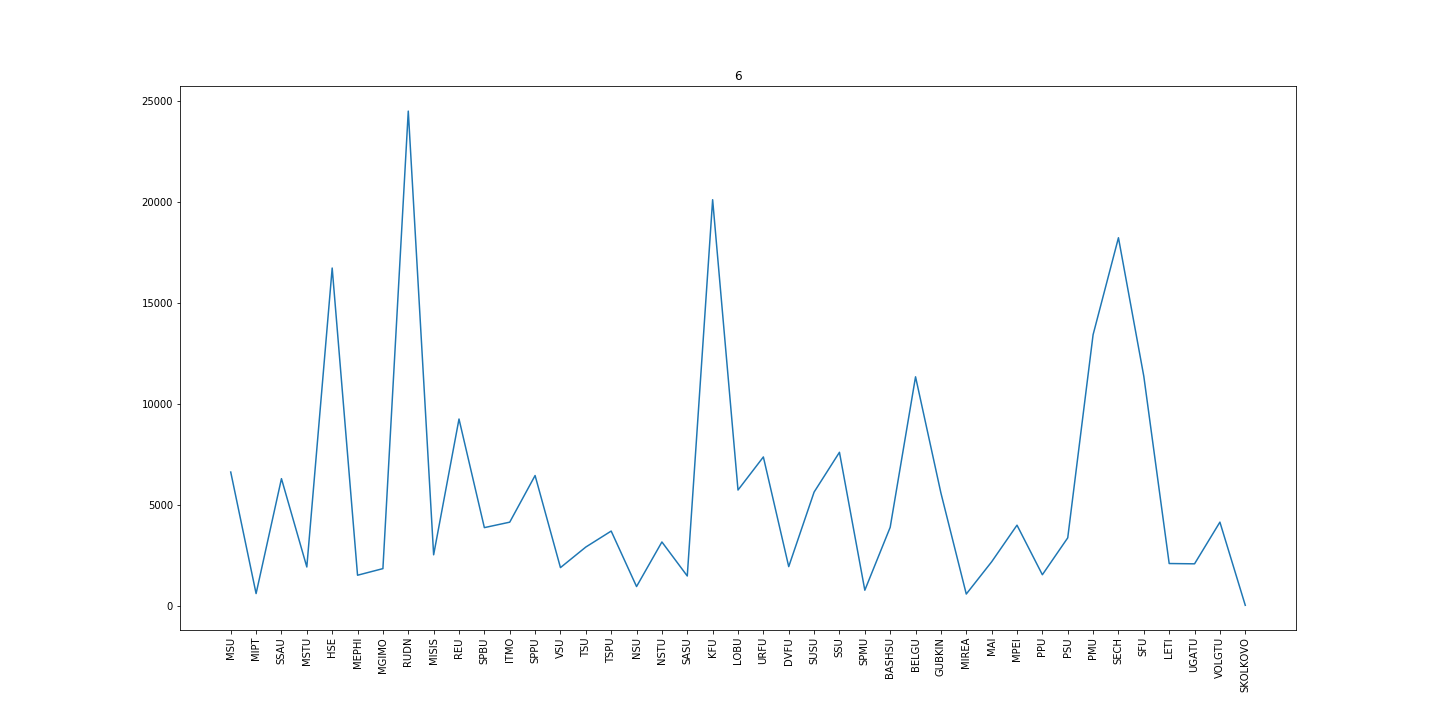 6
25000
20000
15000
10000
5000
0
MSU
MIPT
SSAU
MSTU
HSE
MEPHI
MGIMO
RUDN
MISIS
REU
SPBU
ITMO
SPPU
VSU
TSU
TSPU
NSU
NSTU
SASU
KFU
LOBU
URFU
DVFU
SUSU
SSU
SPMU
BASHSU
BELGU
GUBKIN
MIREA
MAI
MPEI
PPU
PSU
PMU
SECH
SFU
LETI
UGATU
VOLGTU
SKOLKOVO